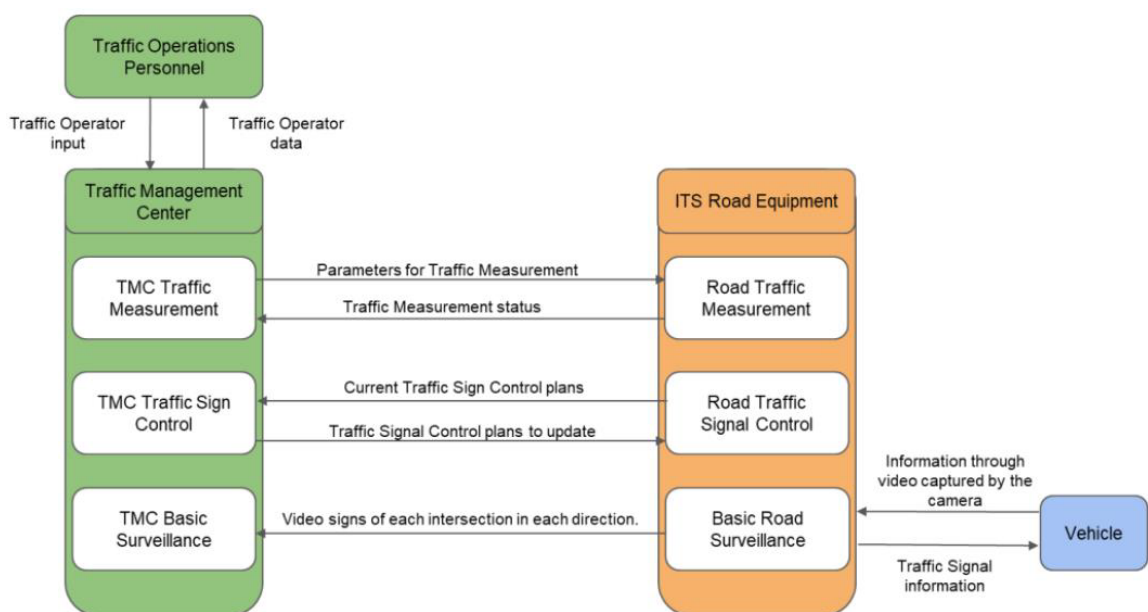 Traffic Operations
Personnel
Traffic Operator
input
Traffic Operator
data
Traffic Management
Center
ITS Road Equipment
TMC Traffic
Measurement
Parameters for Traffic Measurement
Traffic Measurement status
Road Traffic
Measurement
TMC Traffic Sign
Control
Current Traffic Sign Control plans
Traffic Signal Control plans to update
Road Traffic
Signal Control
TMC Basic
Surveillance
Video signs of each intersection in each direction.
Basic Road
Surveillance
Information through
video captured by the
camera
Vehicle
Traffic Signal
information